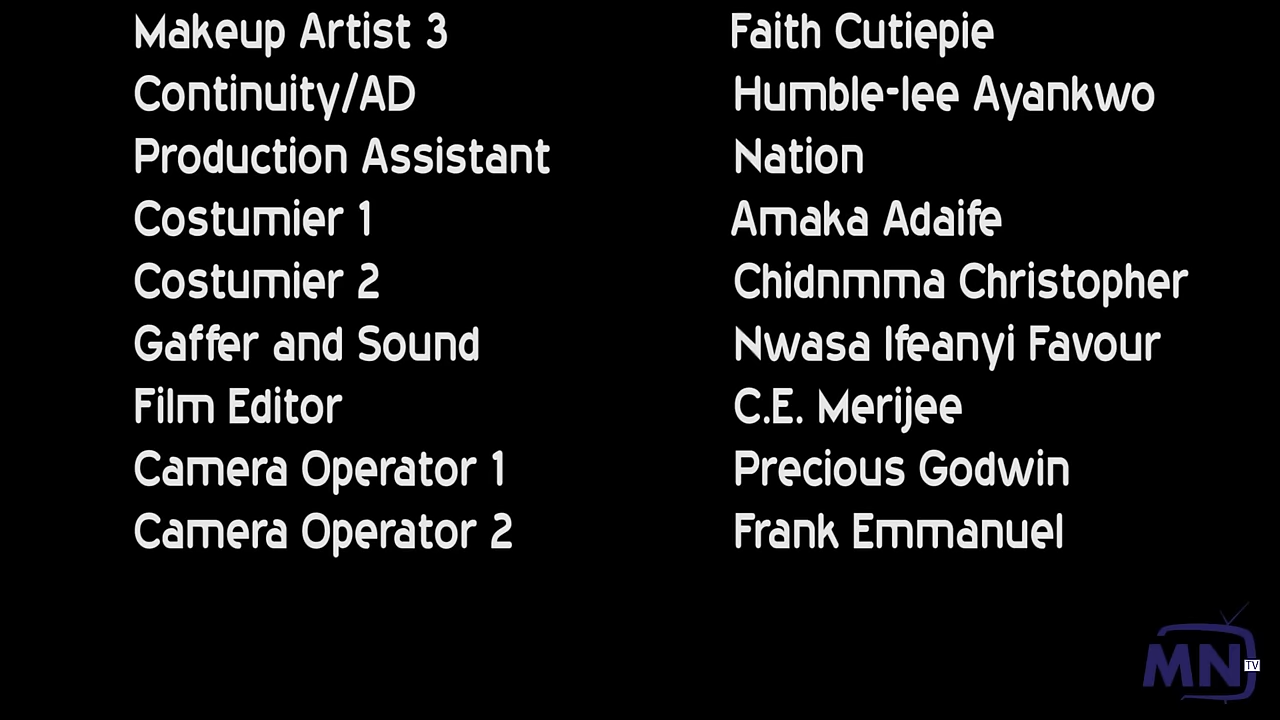 Makeup Artist 3 Faith Cutiepie
Continuity/AD Humble-lee Ayankwo
Production Assistant Nation
Costumier 1 Amaka Adaife
Costumier 2 Chidnmma Christopher
Gaffer and Sound Nwasa Ifeanyi Favour
Film Editor C.E. Merijee
Camera Operator 1 Precious Godwin
Camera Operator 2 Frank Emmanuel
MN TV